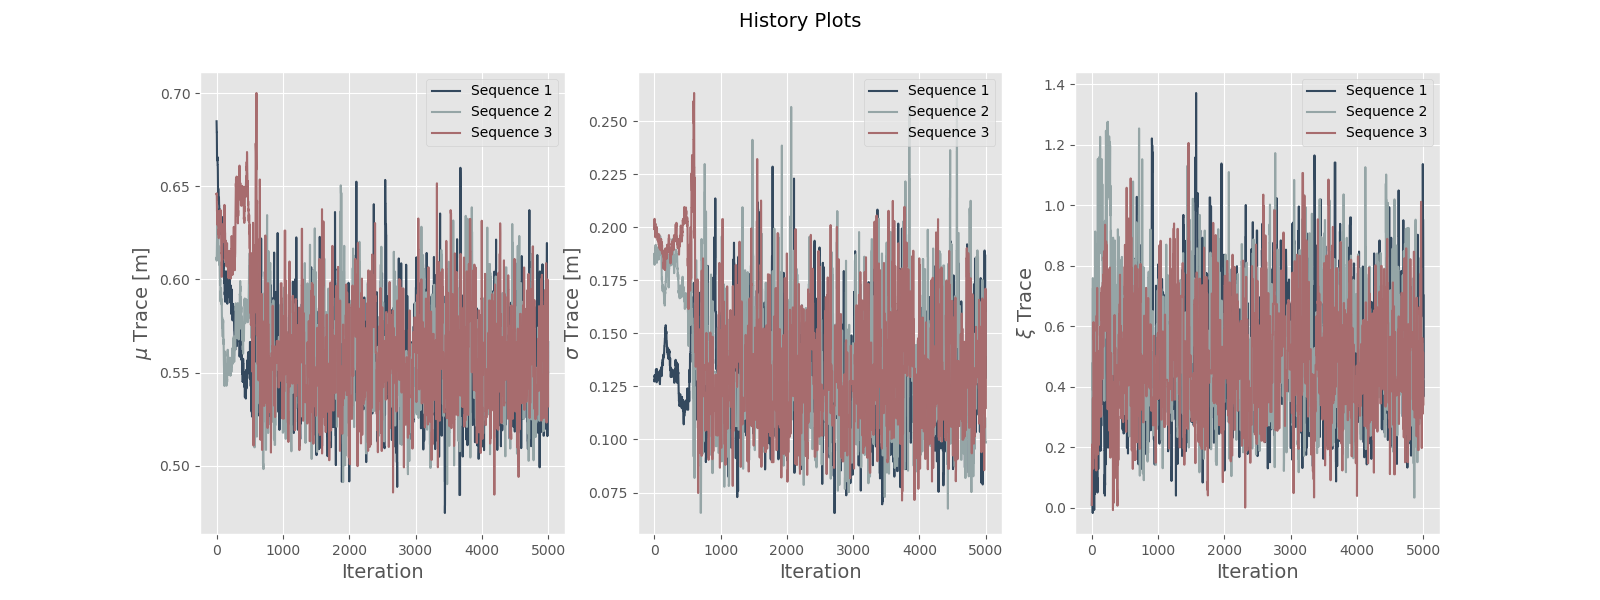 History Plots
μ Trace [m]
0.70
0.65
0.60
0.55
0.50
0
1000
2000
3000
4000
5000
Iteration
Sequence 1
Sequence 2
Sequence 3
σ Trace [m]
0.250
0.225
0.200
0.175
0.150
0.125
0.100
0.075
0
1000
2000
3000
4000
5000
Iteration
Sequence 1
Sequence 2
Sequence 3
ξ Trace
1.4
1.2
1.0
0.8
0.6
0.4
0.2
0.0
0
1000
2000
3000
4000
5000
Iteration
Sequence 1
Sequence 2
Sequence 3